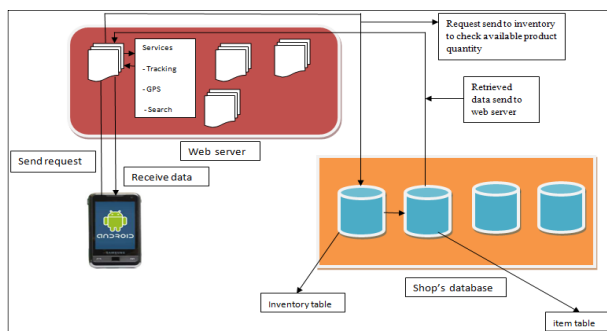 Request send to inventory
to check available product
quantity
Services
- Tracking
- GPS
- Search
Retrieved
data send to
web server
Web server
Send request
Receive data
ANDROID
SAMSUNG
Inventory table
Shop's database
item table